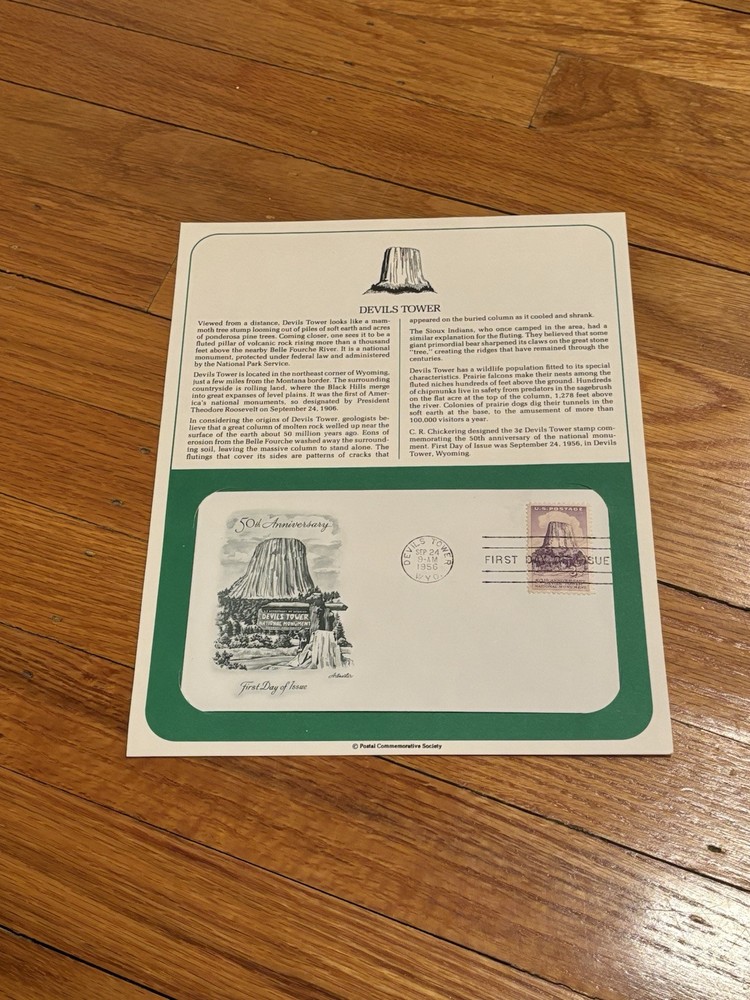 DEVILS TOWER
Viewed from a distance, Devils Tower looks like a mam-
moth tree stump looming out of piles of soft earth and acres
of ponderosa pine trees. Coming closer, one sees it to be a
fluted pillar of volcanic rock rising more than a thousand
feet above the nearby Belle Fourche River. It is a national
monument, protected under federal law and administered
by the National Park Service.
Devils Tower is located in the northeast corner of Wyoming,
just a few miles from the Montana border. The surrounding
countryside is rolling land, where the Black Hills merge
into great expanses of level plains. It was the first of Amer-
ica's national monuments, so designated by President
Theodore Roosevelt on September 24, 1906.
In considering the origins of Devils Tower, geologists be-
lieve that a great column of molten rock welled up near the
surface of the earth about 50 million years ago. Eons of
erosion from the Belle Fourche washed away the surround-
ing soil, leaving the massive column to stand alone. The
flutings that cover its sides are patterns of cracks that
appeared on the buried column as it cooled and shrank.
The Sioux Indians, who once camped in the area, had a
similar explanation for the fluting. They believed that some
giant primordial bear sharpened its claws on the great stone
"tree," creating the ridges that have remained through the
centuries.
Devils Tower has a wildlife population fitted to its special
characteristics. Prairie falcons make their nests among the
fluted niches hundreds of feet above the ground. Hundreds
of chipmunks live in safety from predators in the sagebrush
on the flat acre at the top of the column, 1,278 feet above
the river. Colonies of prairie dogs dig their tunnels in the
soft earth at the base, to the amusement of more than
100,000 visitors a year.
C. R. Chickering designed the 3¢ Devils Tower stamp com-
memorating the 50th anniversary of the national monu-
ment. First Day of Issue was September 24, 1956, in Devils
Tower, Wyoming.
50th Anniversary
DEVILS TOWER
NATIONAL MONUMENT
First Day of Issue
DEVILS TOWER
SEP 24
9-AM
1956
WYO.
U.S. POSTAGE
FIRST DAY OF ISSUE
© Postal Commemorative Society